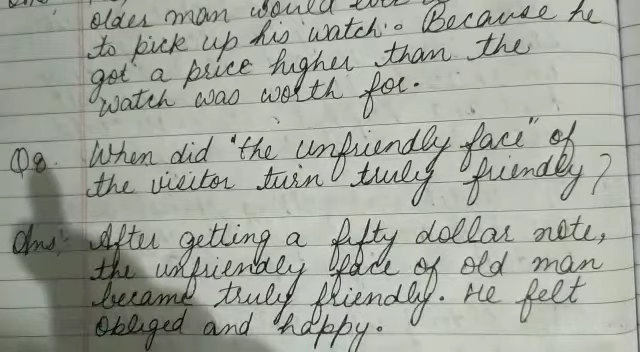 older man would
to pick up his watch. Because he
got a price higher than the
watch was worth for.
Q8. When did "the unfriendly face" of
the visitor turn truly friendly?
Ans: After getting a fifty dollar note,
the unfriendly face of old man
became truly friendly. He felt
obliged and happy.